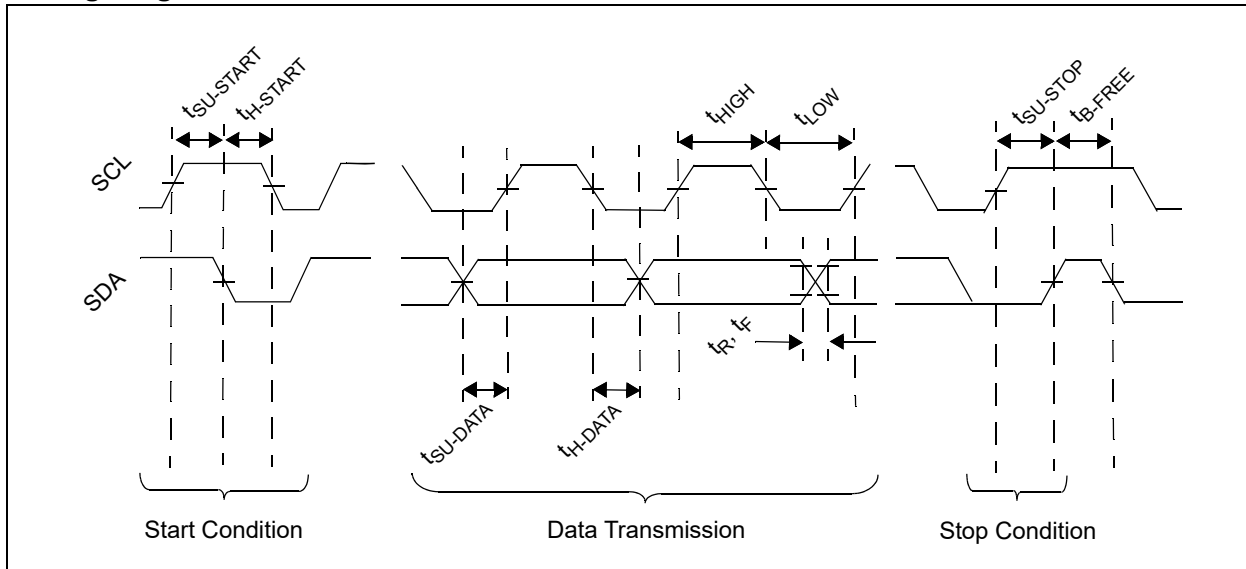 tSU-START
tH-START
tHIGH
tLOW
tSU-STOP
tB-FREE
SCL
SDA
tR, tF
tSU-DATA
tH-DATA
Start Condition
Data Transmission
Stop Condition